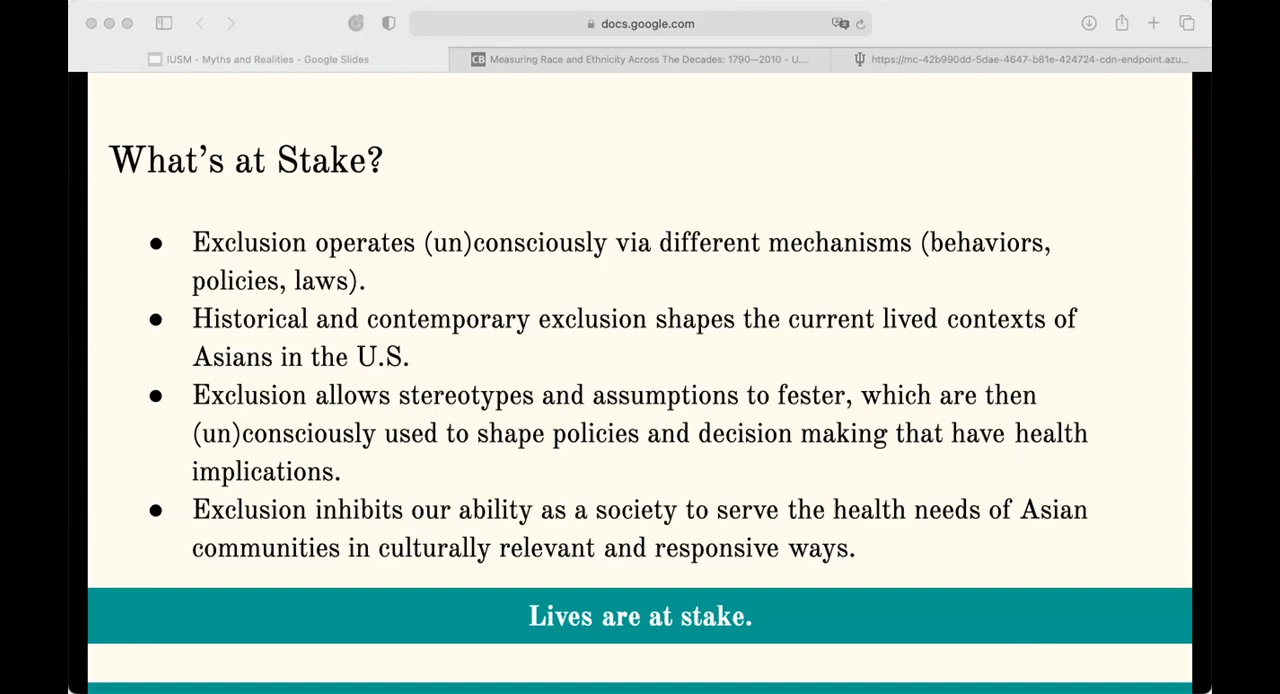 docs.google.com
IUSM - Myths and Realities - Google Slides
CB Measuring Race and Ethnicity Across The Decades: 1790—2010 - U....
https://mc-42b990dd-5dae-4647-b81e-424724-cdn-endpoint.azu...
What's at Stake?
● Exclusion operates (un)consciously via different mechanisms (behaviors,
policies, laws).
● Historical and contemporary exclusion shapes the current lived contexts of
Asians in the U.S.
● Exclusion allows stereotypes and assumptions to fester, which are then
(un)consciously used to shape policies and decision making that have health
implications.
● Exclusion inhibits our ability as a society to serve the health needs of Asian
communities in culturally relevant and responsive ways.
Lives are at stake.